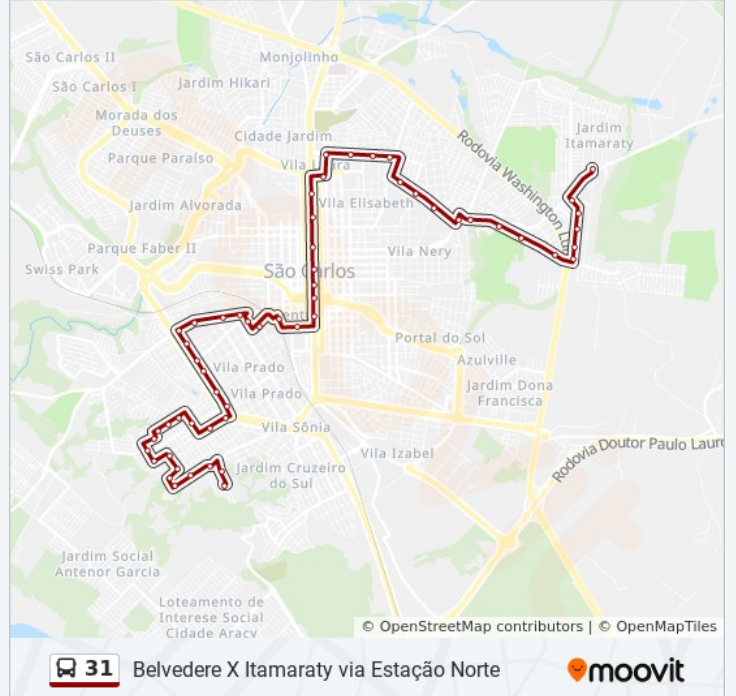 São Carlos II
Monjolinho
São Carlos I
Jardim Hikari
Morada dos
Deuses
Cidade Jardim
Jardim
Itamaraty
Rodovia Washington Lui
Parque Paraíso
Vila
Jardim Alvorada
Vila Elisabeth
Parque Faber II
Vila Nery
Swiss Park
São Carlos
Portal do Sol
Azulville
Vila Prado
Jardim Dona
Francisca
Vila Prado
Vila Sônia
Vila Izabel
Rodovia Doutor Paulo Lauro
Jardim Cruzeiro
do Sul
Jardim Social
Antenor Garcia
Loteamento de
Interesse Social
Cidade Aracy
© OpenStreetMap contributors | © OpenMapTiles
31 Belvedere X Itamaraty via Estação Norte
moovit